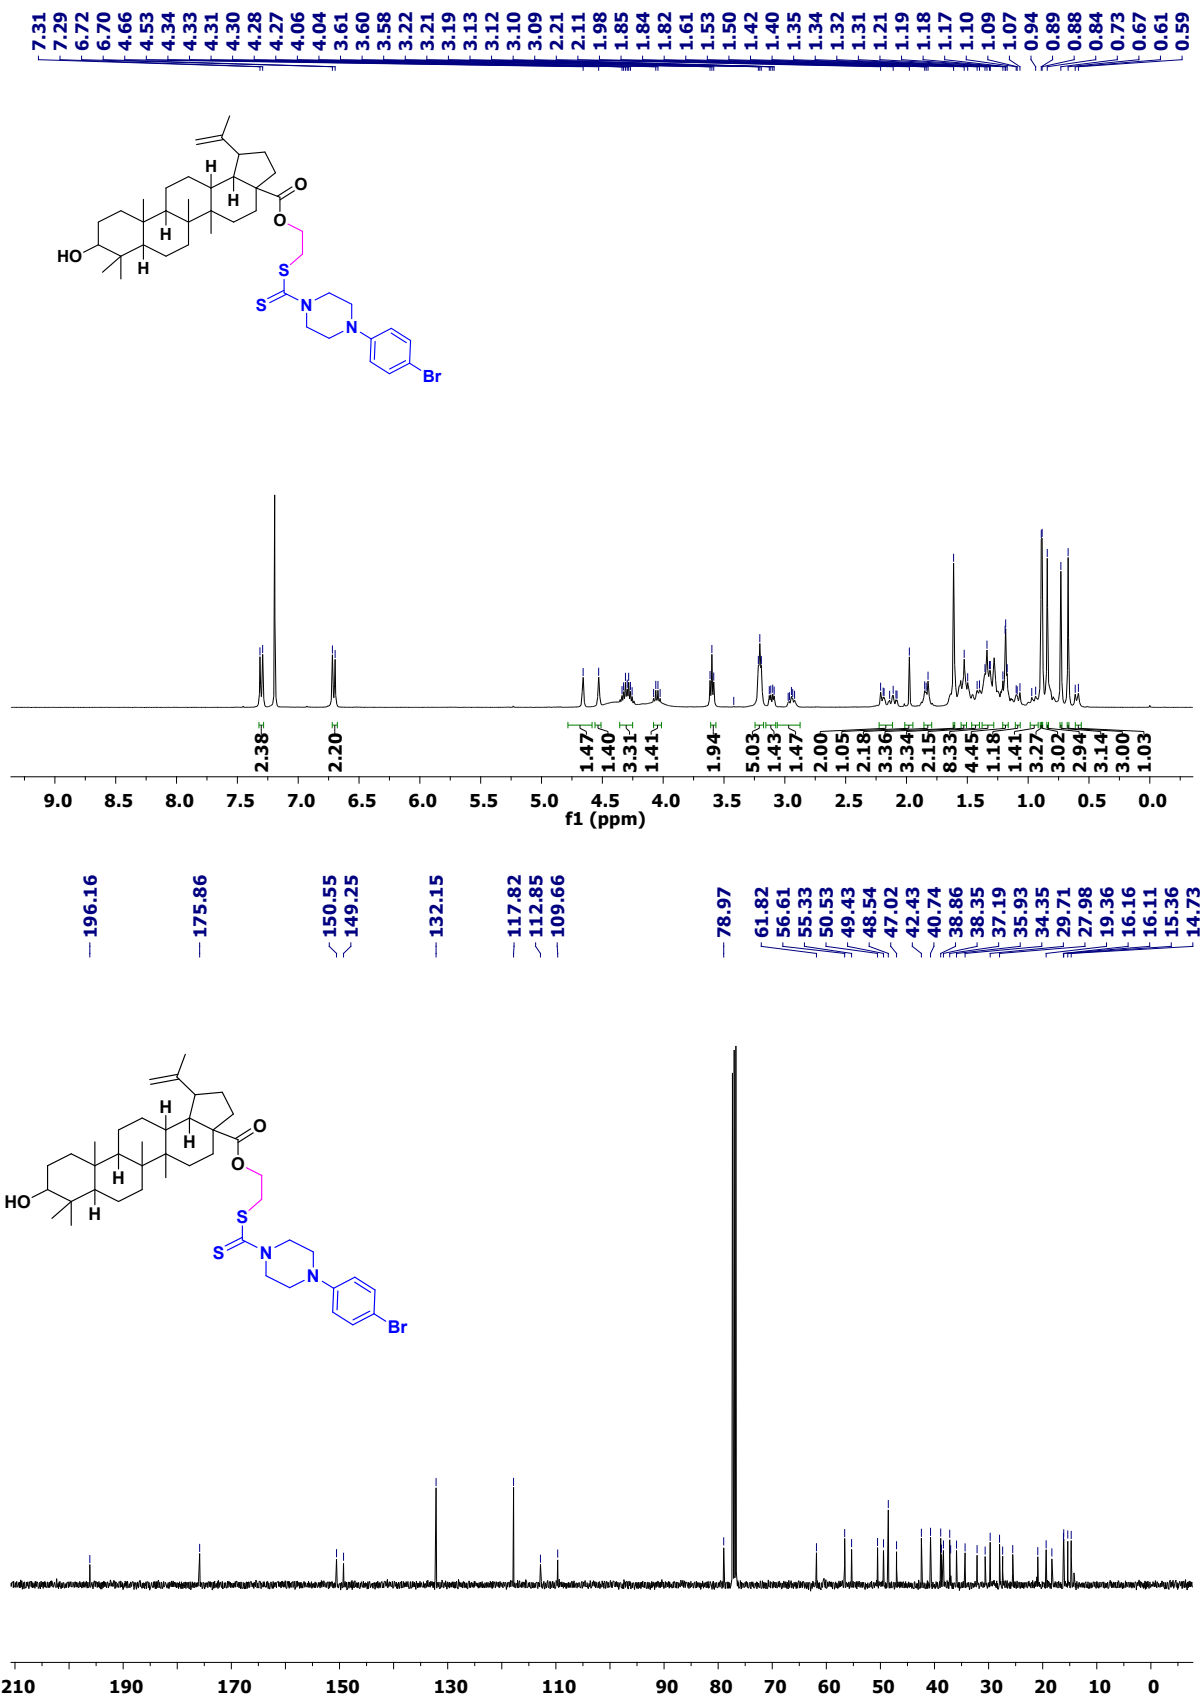 7.31 7.29 6.72 6.70 4.66 4.53 4.34 4.33 4.31 4.30 4.28 4.27 4.06 4.04 3.61 3.60 3.58 3.22 3.21 3.19 3.13 3.12 3.10 3.09 2.21 2.11 1.98 1.85 1.84 1.82 1.61 1.53 1.50 1.42 1.40 1.35 1.34 1.32 1.31 1.21 1.19 1.18 1.17 1.10 1.09 1.07 0.94 0.89 0.88 0.84 0.73 0.67 0.61 0.59
H
O
H
O
H
HO
H
S
S
N
N
Br
2.38 2.20 1.47 1.40 3.31 1.41 1.94 5.03 1.43 1.47 2.00 1.05 2.18 3.36 3.34 2.15 8.33 4.45 1.18 1.41 3.27 3.02 2.94 3.14 3.00 1.03
9.0 8.5 8.0 7.5 7.0 6.5 6.0 5.5 5.0 4.5 4.0 3.5 3.0 2.5 2.0 1.5 1.0 0.5 0.0
f1 (ppm)
196.16 175.86 150.55 149.25 132.15 117.82 112.85 109.66 78.97 61.82 56.61 55.33 50.53 49.43 48.54 47.02 42.43 40.74 38.86 38.35 37.19 35.93 34.35 29.71 27.98 19.36 16.16 16.11 15.36 14.73
H
O
H
O
H
HO
H
S
S
N
N
Br
210 190 170 150 130 110 90 80 70 60 50 40 30 20 10 0